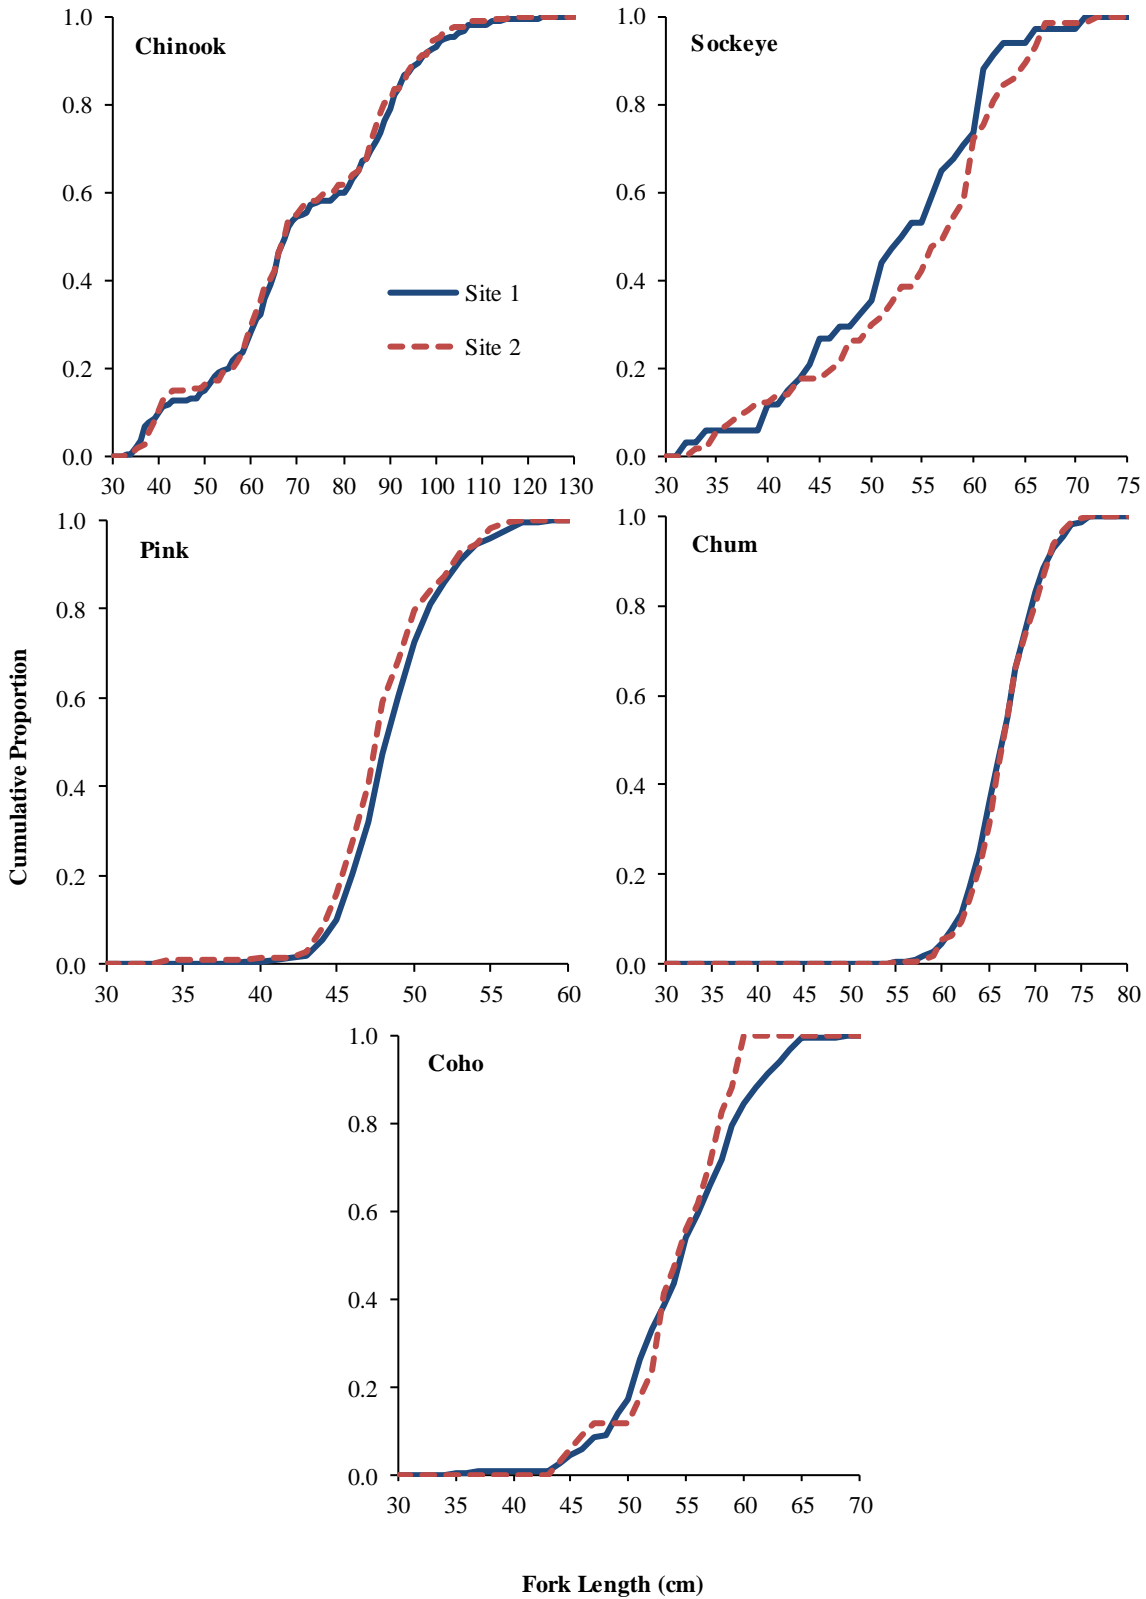 Chinook
1.0
0.8
0.6
0.4
0.2
0.0
30 40 50 60 70 80 90 100 110 120 130
Site 1
Site 2
Sockeye
1.0
0.8
0.6
0.4
0.2
0.0
30 35 40 45 50 55 60 65 70 75
Cumulative Proportion
Pink
1.0
0.8
0.6
0.4
0.2
0.0
30 35 40 45 50 55 60
Chum
1.0
0.8
0.6
0.4
0.2
0.0
30 35 40 45 50 55 60 65 70 75 80
Coho
1.0
0.8
0.6
0.4
0.2
0.0
30 35 40 45 50 55 60 65 70
Fork Length (cm)